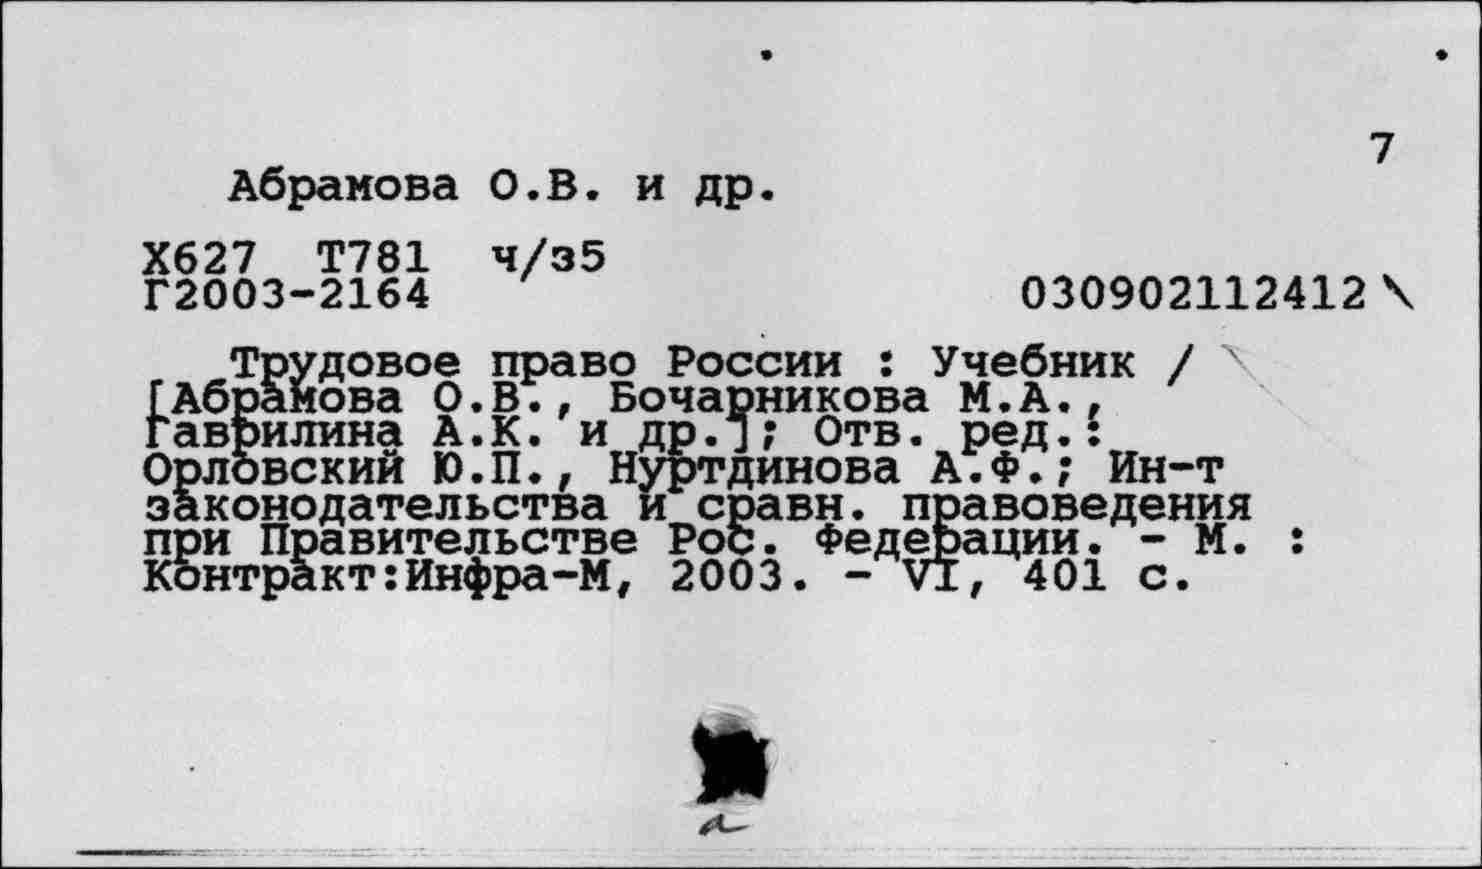 7
Абрамова О.В. и др.
Х627 Т781 ч/з5
Г2003-2164 030902112412 \
Трудовое право России : Учебник /
[Абрамова О.В., Бочарникова М.А.,
Гаврилина А.К. и др.]; Отв. ред.:
Орловский Ю.П., Нуртдинова А.Ф.; Ин-т
законодательства и сравн. правоведения
при Правительстве Рос. Федерации. - М. :
Контракт:Инфра-М, 2003. - VI, 401 с.